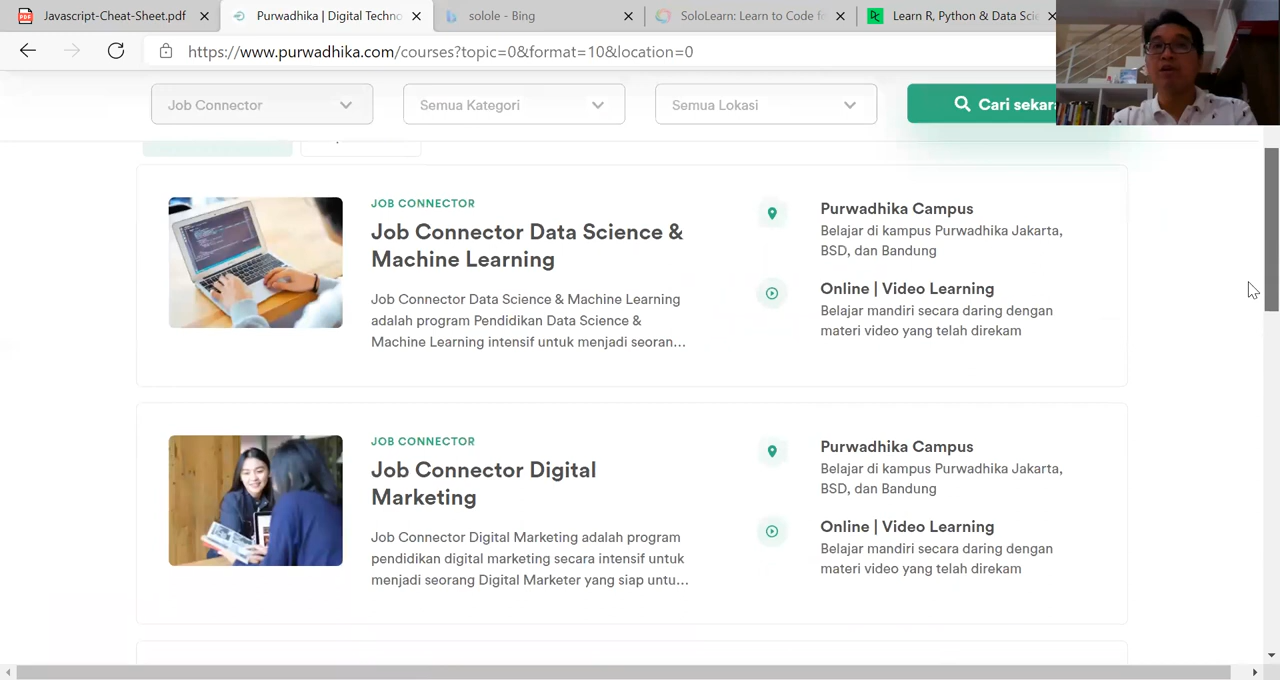 Javascript-Cheat-Sheet.pdf
Purwadhika | Digital Techno
solole - Bing
SoloLearn: Learn to Code f
Learn R, Python & Data Scie
https://www.purwadhika.com/courses?topic=0&format=10&location=0
Job Connector
Semua Kategori
Semua Lokasi
Cari sekara
JOB CONNECTOR
Job Connector Data Science &
Machine Learning
Job Connector Data Science & Machine Learning
adalah program Pendidikan Data Science &
Machine Learning intensif untuk menjadi seoran...
Purwadhika Campus
Belajar di kampus Purwadhika Jakarta,
BSD, dan Bandung
Online | Video Learning
Belajar mandiri secara daring dengan
materi video yang telah direkam
JOB CONNECTOR
Job Connector Digital
Marketing
Job Connector Digital Marketing adalah program
pendidikan digital marketing secara intensif untuk
menjadi seorang Digital Marketer yang siap untu...
Purwadhika Campus
Belajar di kampus Purwadhika Jakarta,
BSD, dan Bandung
Online | Video Learning
Belajar mandiri secara daring dengan
materi video yang telah direkam